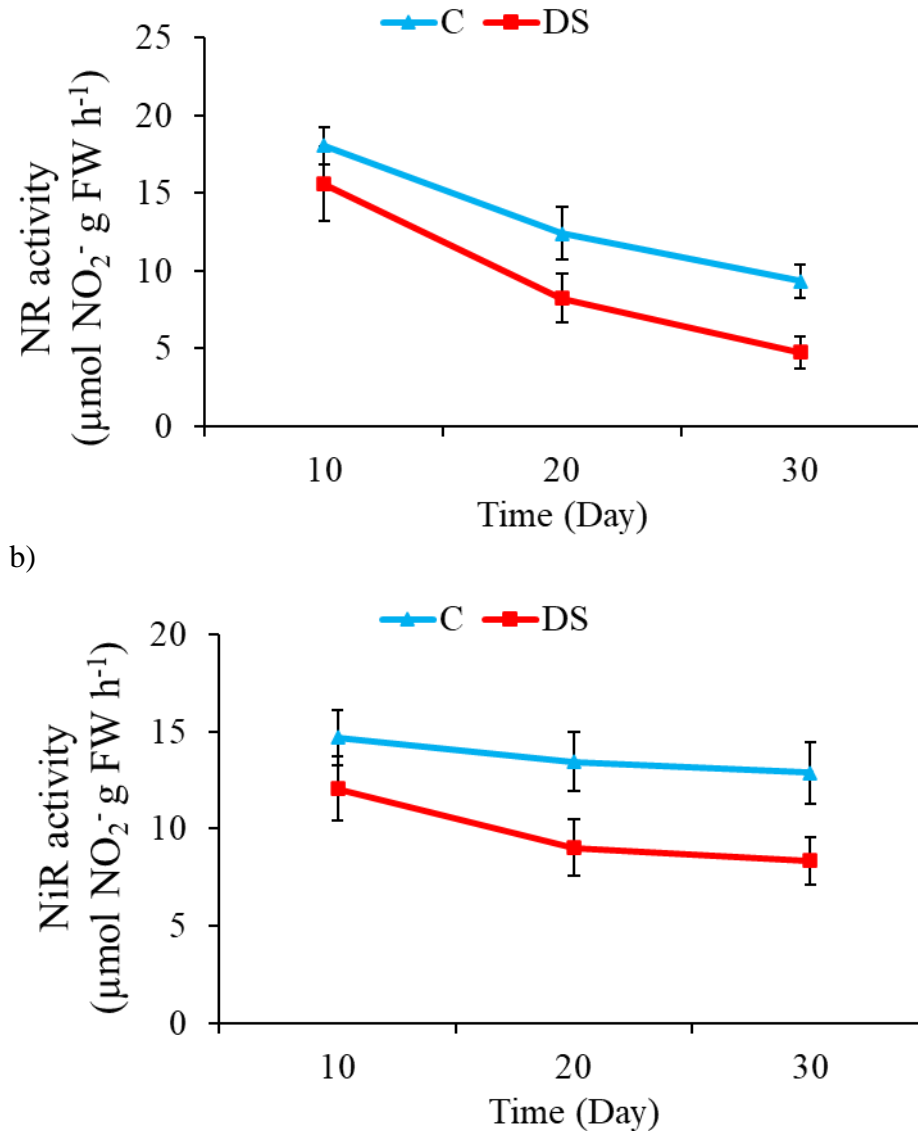 C DS
25
20
15
10
5
0
NR activity
(µmol NO₂⁻ g FW h⁻¹)
10 20 30
Time (Day)
b)
C DS
20
15
10
5
0
NiR activity
(µmol NO₂⁻ g FW h⁻¹)
10 20 30
Time (Day)